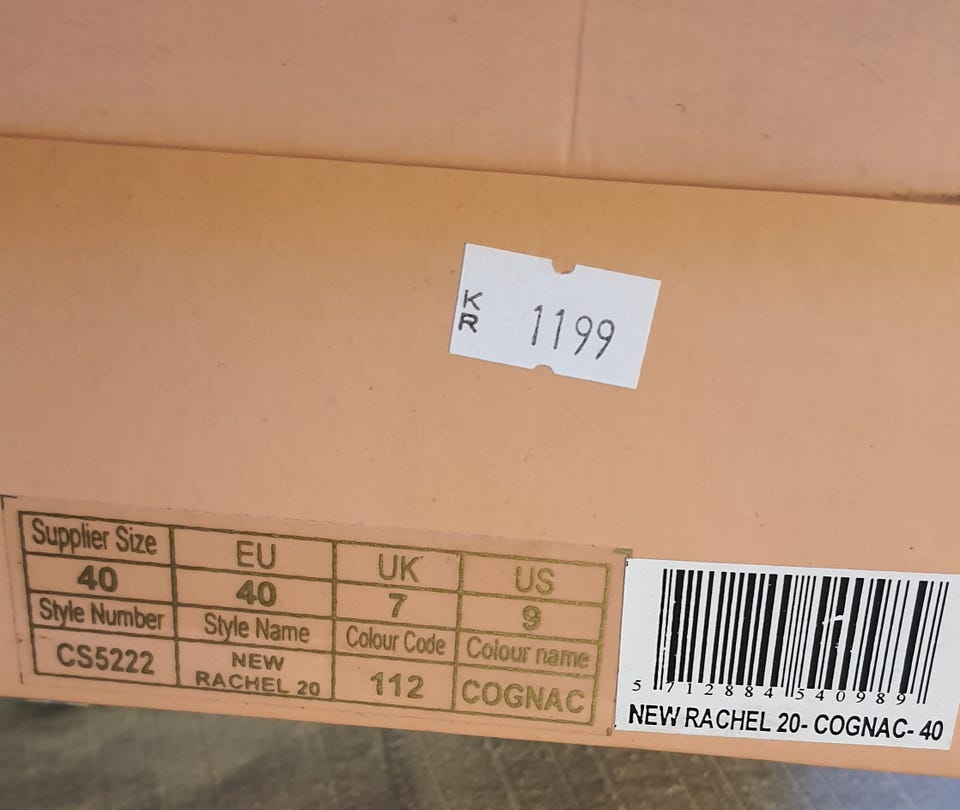 KR 1199
Supplier Size EU UK US
40 40 7 9
Style Number Style Name Colour Code Colour name
CS5222 NEW RACHEL 20 112 COGNAC
5 712884 540989
NEW RACHEL 20- COGNAC- 40